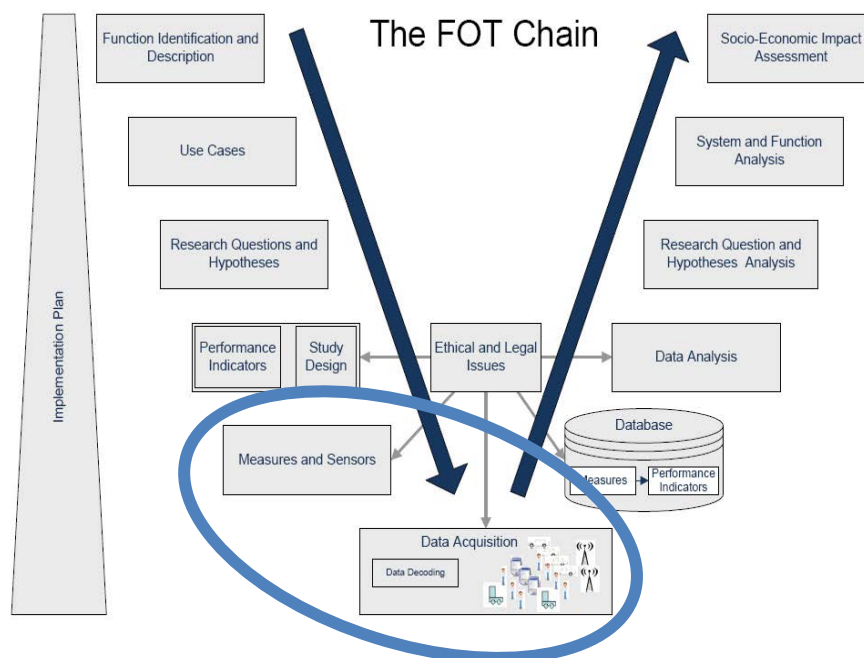 The FOT Chain
Function Identification and
Description
Socio-Economic Impact
Assessment
Use Cases
System and Function
Analysis
Research Questions and
Hypotheses
Research Question and
Hypotheses Analysis
Implementation Plan
Performance
Indicators
Study
Design
Ethical and Legal
Issues
Data Analysis
Measures and Sensors
Database
Measures
Performance
Indicators
Data Acquisition
Data Decoding